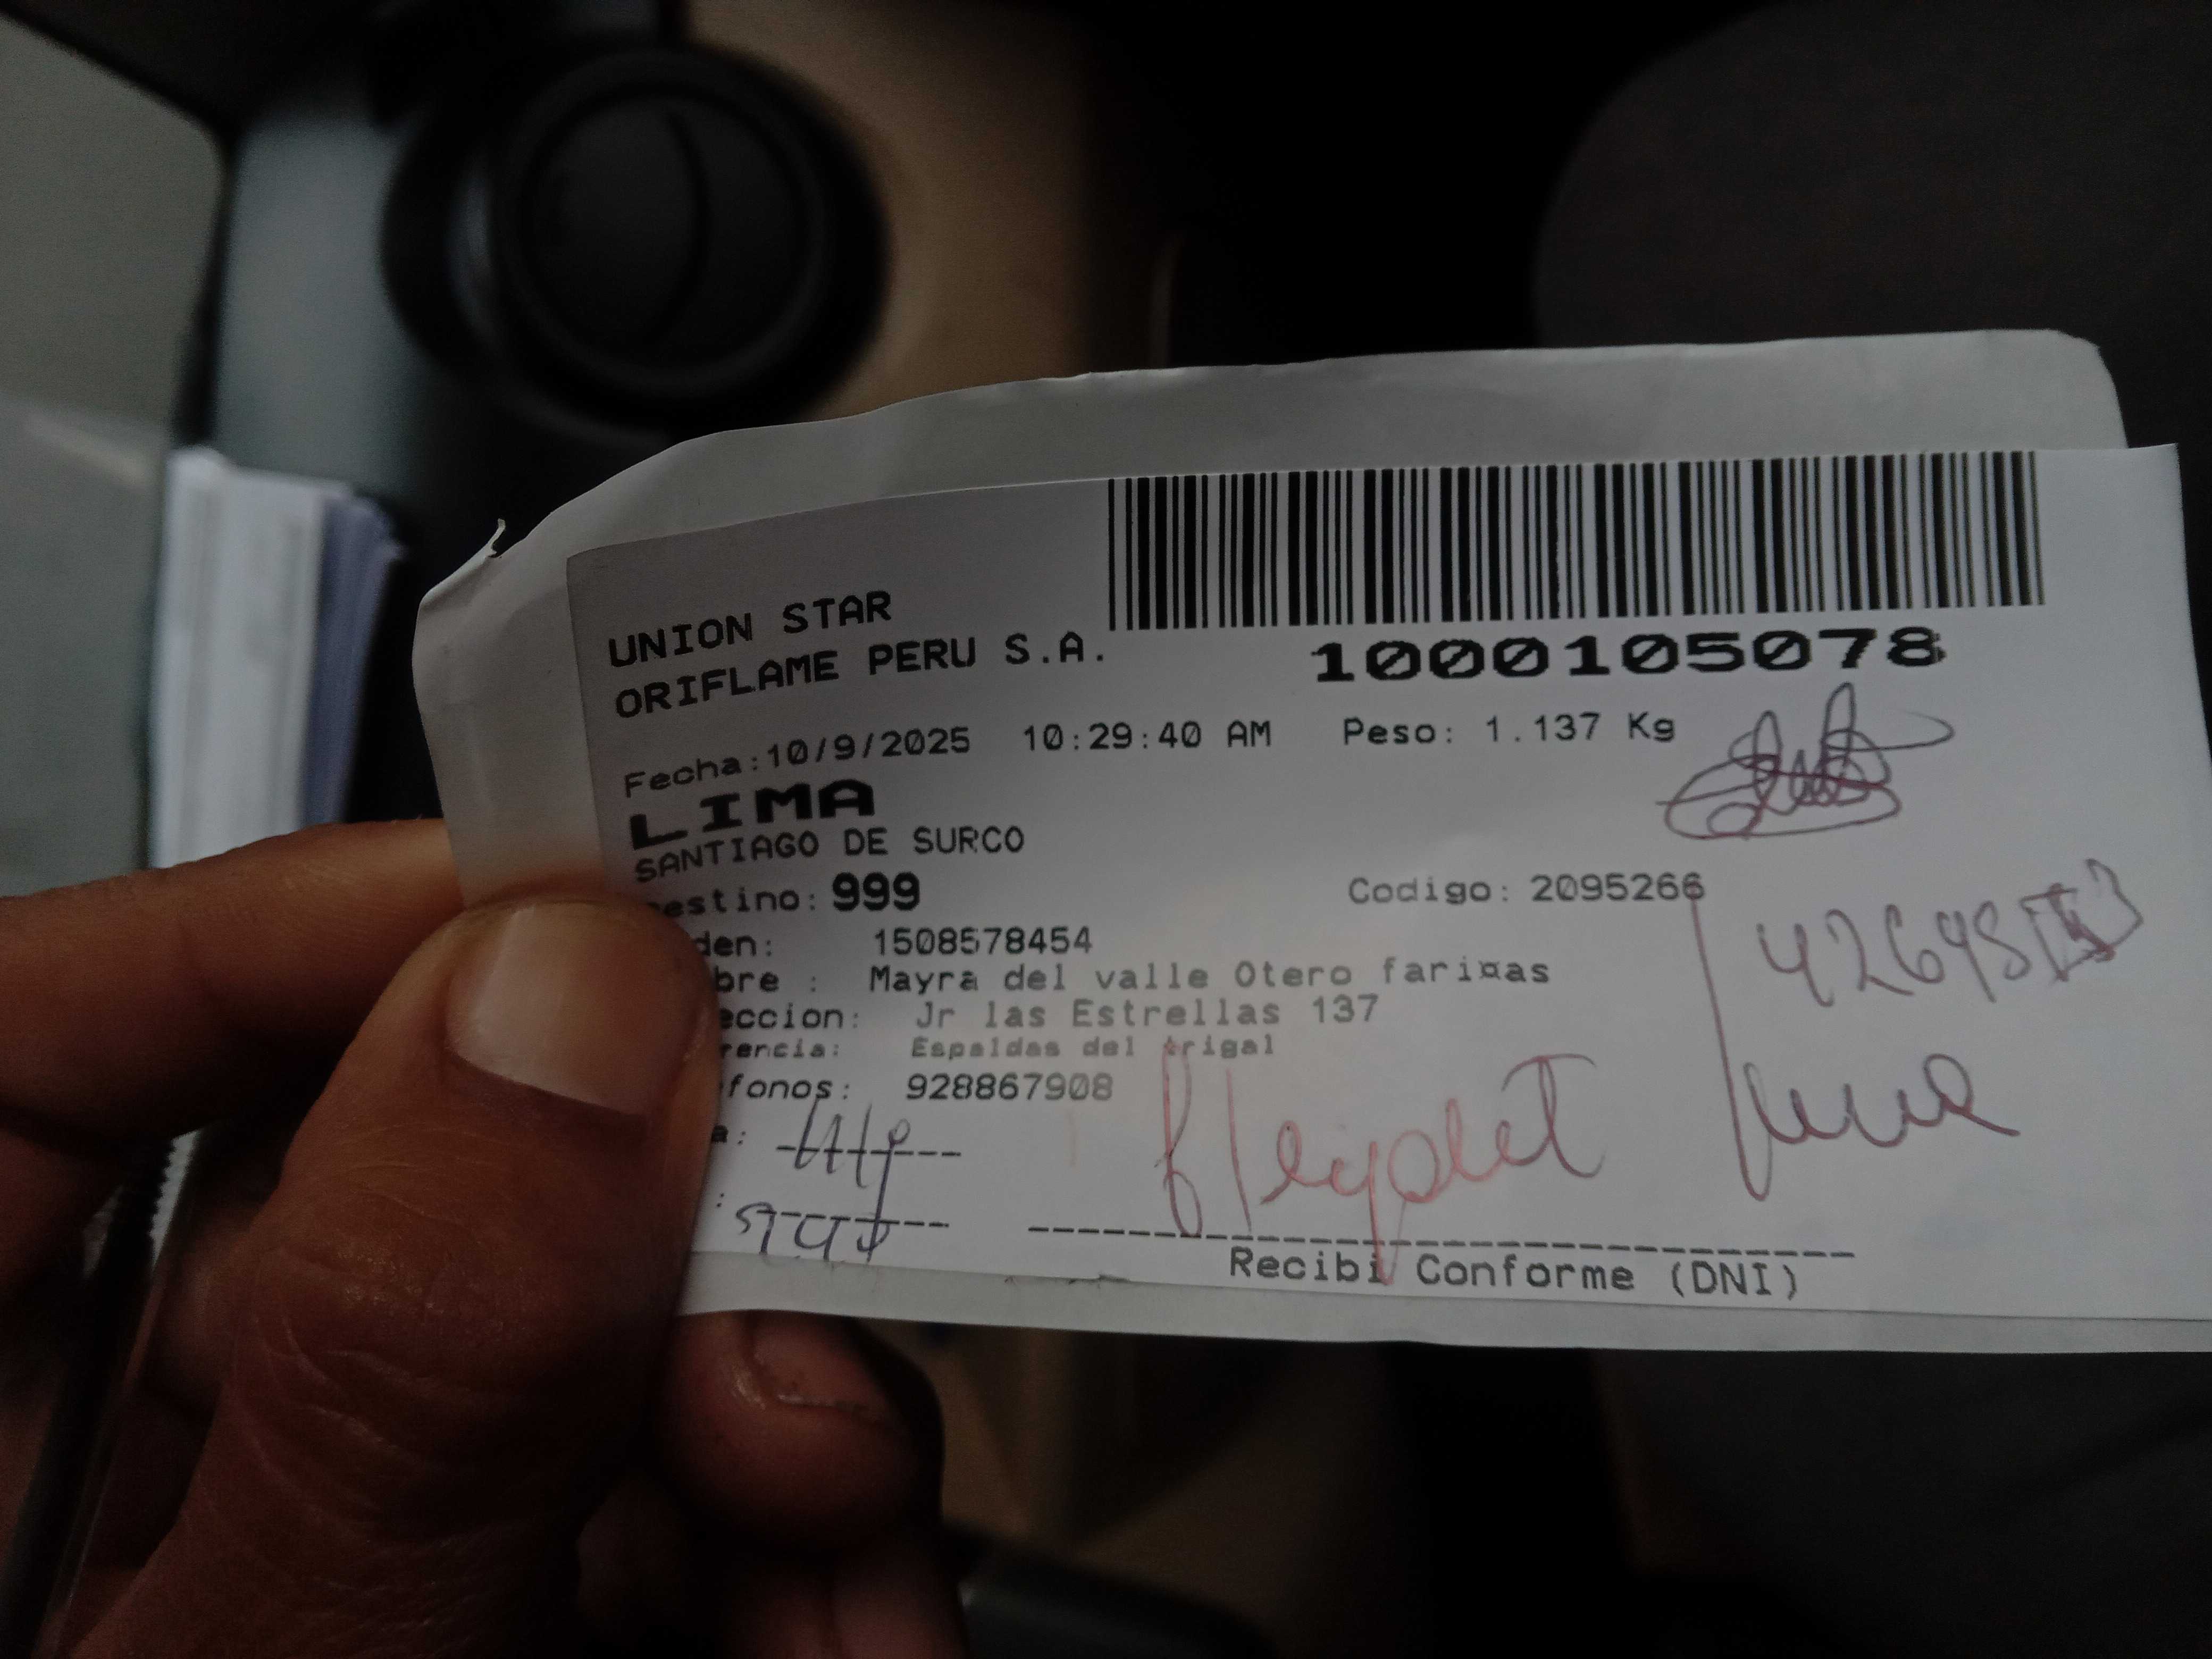 UNION STAR
ORIFLAME PERU S.A.
1000105078
Fecha:10/9/2025 10:29:40 AM Peso: 1.137 Kg
LIMA
SANTIAGO DE SURCO
estino: 999 Codigo: 2095266
den: 1508578454
bre : Mayra del valle Otero fari¤as
eccion: Jr las Estrellas 137
rencia: Espaldas del trigal
fonos: 928867908
a:
:
Recibi Conforme (DNI)